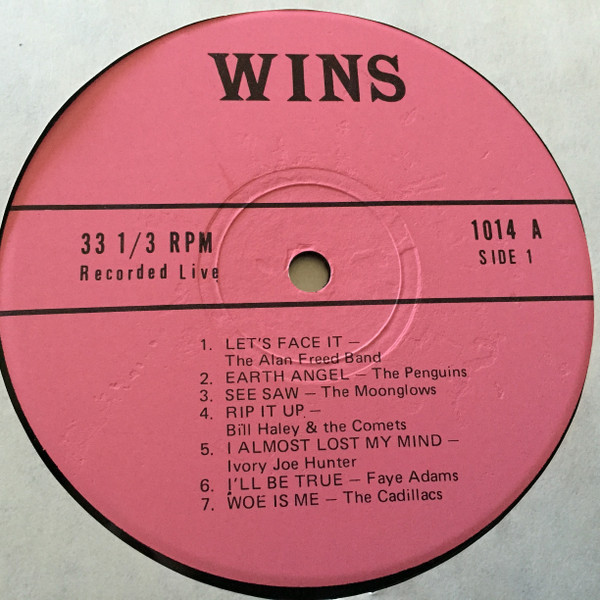 WINS
33 1/3 RPM
Recorded Live
1014 A
SIDE 1
1. LET'S FACE IT –
The Alan Freed Band
2. EARTH ANGEL – The Penguins
3. SEE SAW – The Moonglows
4. RIP IT UP –
Bill Haley & the Comets
5. I ALMOST LOST MY MIND –
Ivory Joe Hunter
6. I'LL BE TRUE – Faye Adams
7. WOE IS ME – The Cadillacs